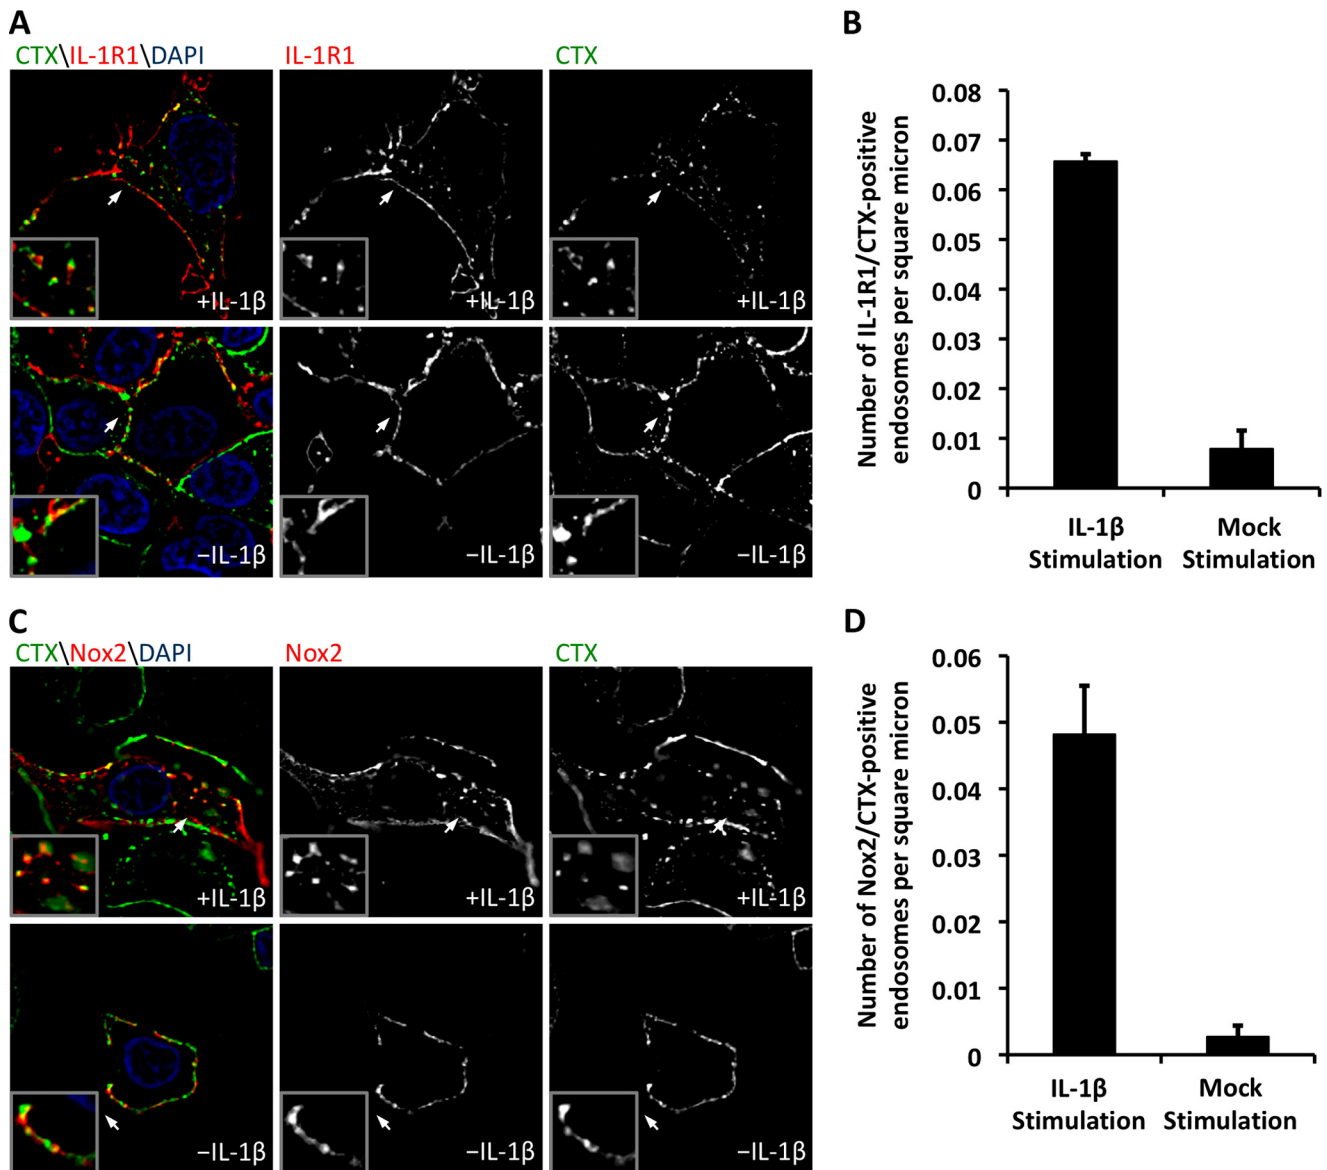 A
CTX\IL-1R1\DAPI
IL-1R1
CTX
+IL-1β
+IL-1β
+IL-1β
−IL-1β
−IL-1β
−IL-1β
B
Number of IL-1R1/CTX-positive
endosomes per square micron
0.08
0.07
0.06
0.05
0.04
0.03
0.02
0.01
0
IL-1β
Stimulation
Mock
Stimulation
C
CTX\Nox2\DAPI
Nox2
CTX
+IL-1β
+IL-1β
+IL-1β
−IL-1β
−IL-1β
−IL-1β
D
Number of Nox2/CTX-positive
endosomes per square micron
0.06
0.05
0.04
0.03
0.02
0.01
0
IL-1β
Stimulation
Mock
Stimulation